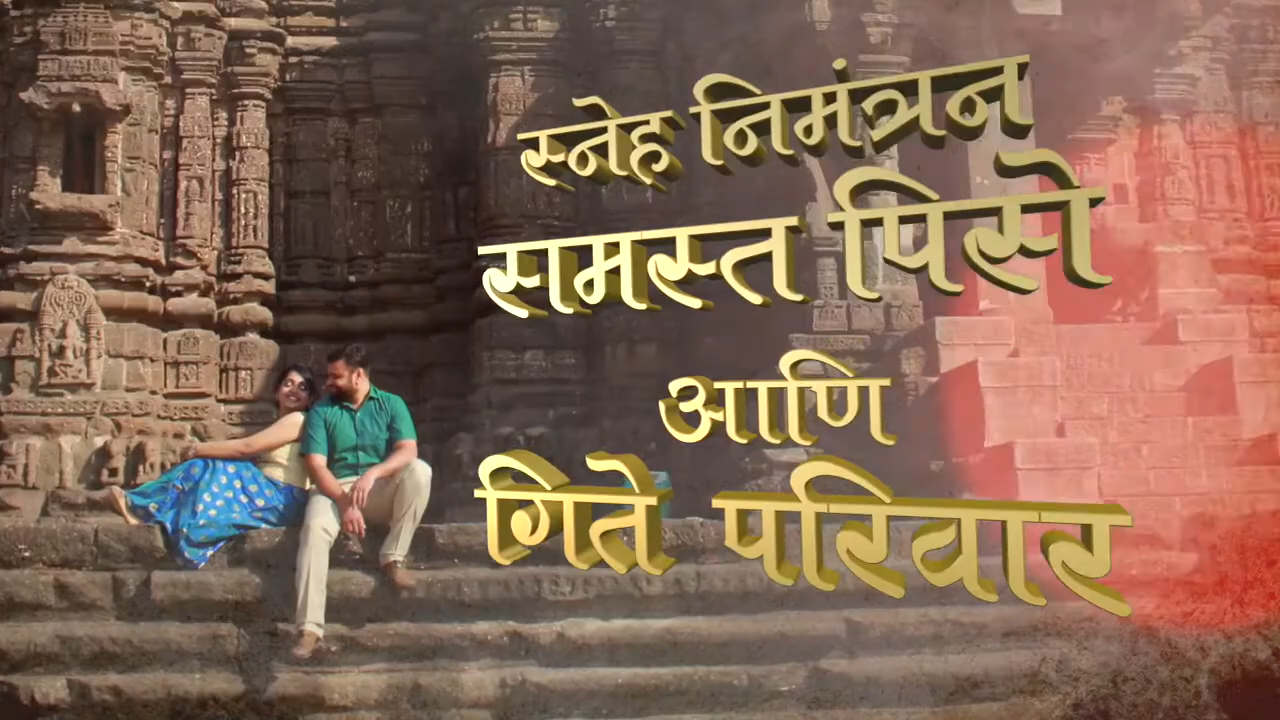 स्नेह निमंत्रन
समस्त पिसे
आणि
गिते परिवार